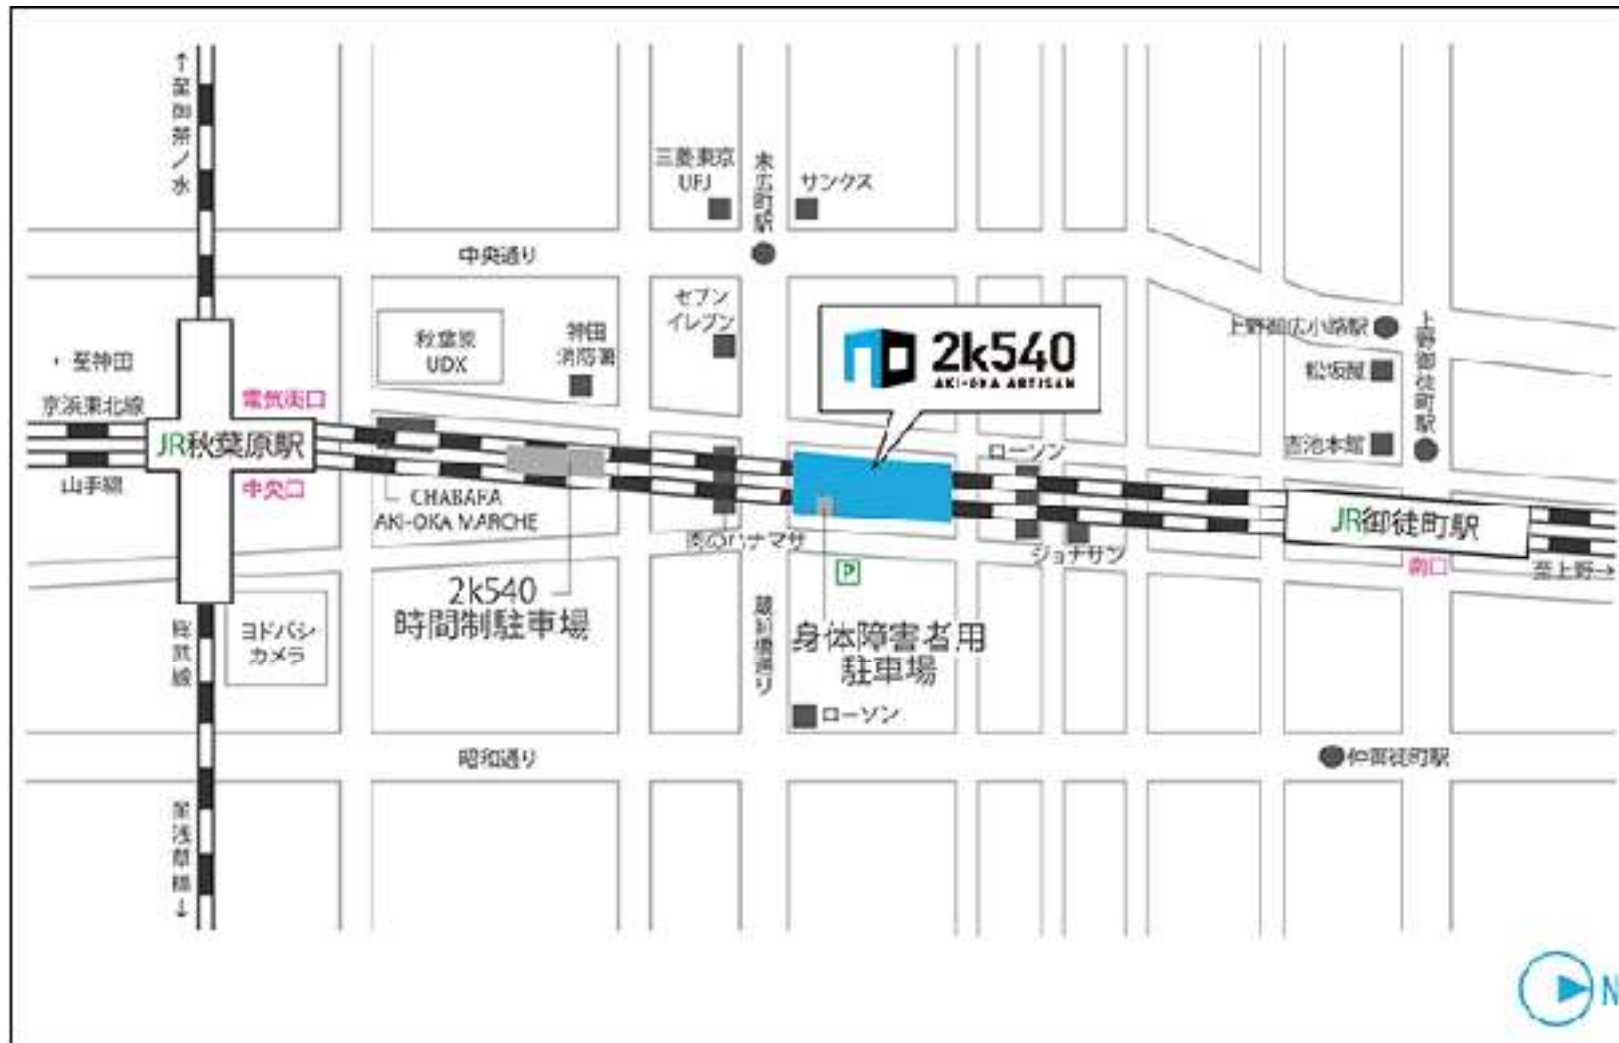 ↑至御茶ノ水
三菱東京
UFJ
末広町駅
サンクス
中央通り
セブン
イレブン
秋葉原
UDX
神田
消防署
2k540
AKI-OKA ARTISAN
上野御広小路駅
松坂屋
上野御徒町駅
吉池本館
← 至神田
京浜東北線
電気街口
JR秋葉原駅
山手線
中央口
CHABARA
AKI-OKA MARCHE
肉のハナマサ
ローソン
ジョナサン
JR御徒町駅
南口
至上野→
P
2k540
時間制駐車場
身体障害者用
駐車場
蔵前橋通り
総武線
ヨドバシ
カメラ
ローソン
昭和通り
仲御徒町駅
至浅草橋↓
N